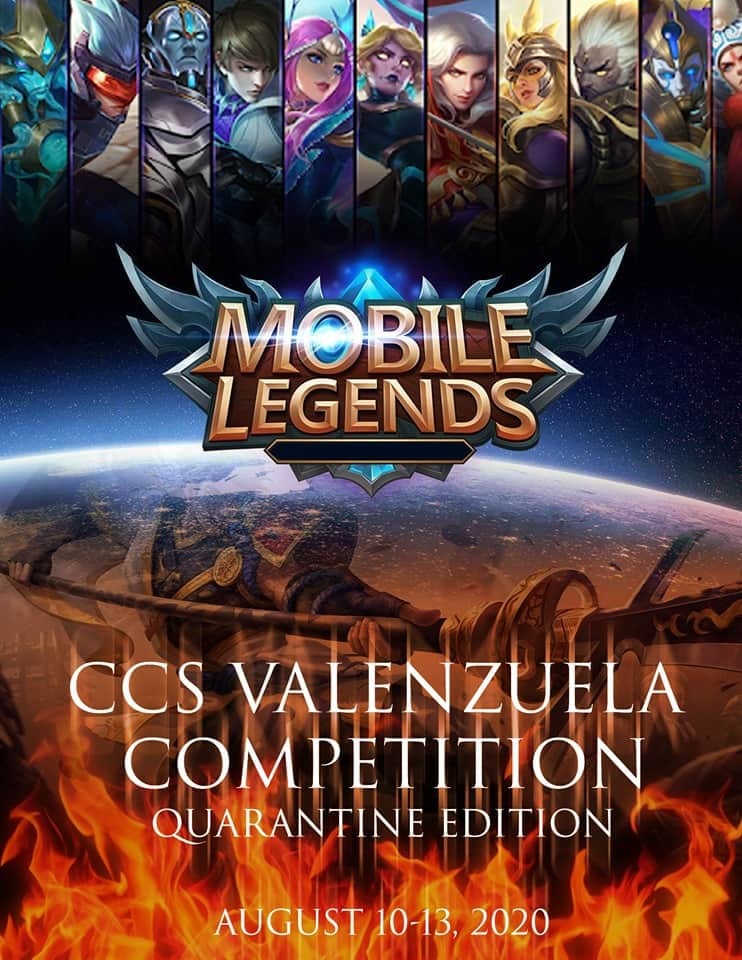 MOBILE
LEGENDS
CCS VALENZUELA
COMPETITION
QUARANTINE EDITION
AUGUST 10-13, 2020